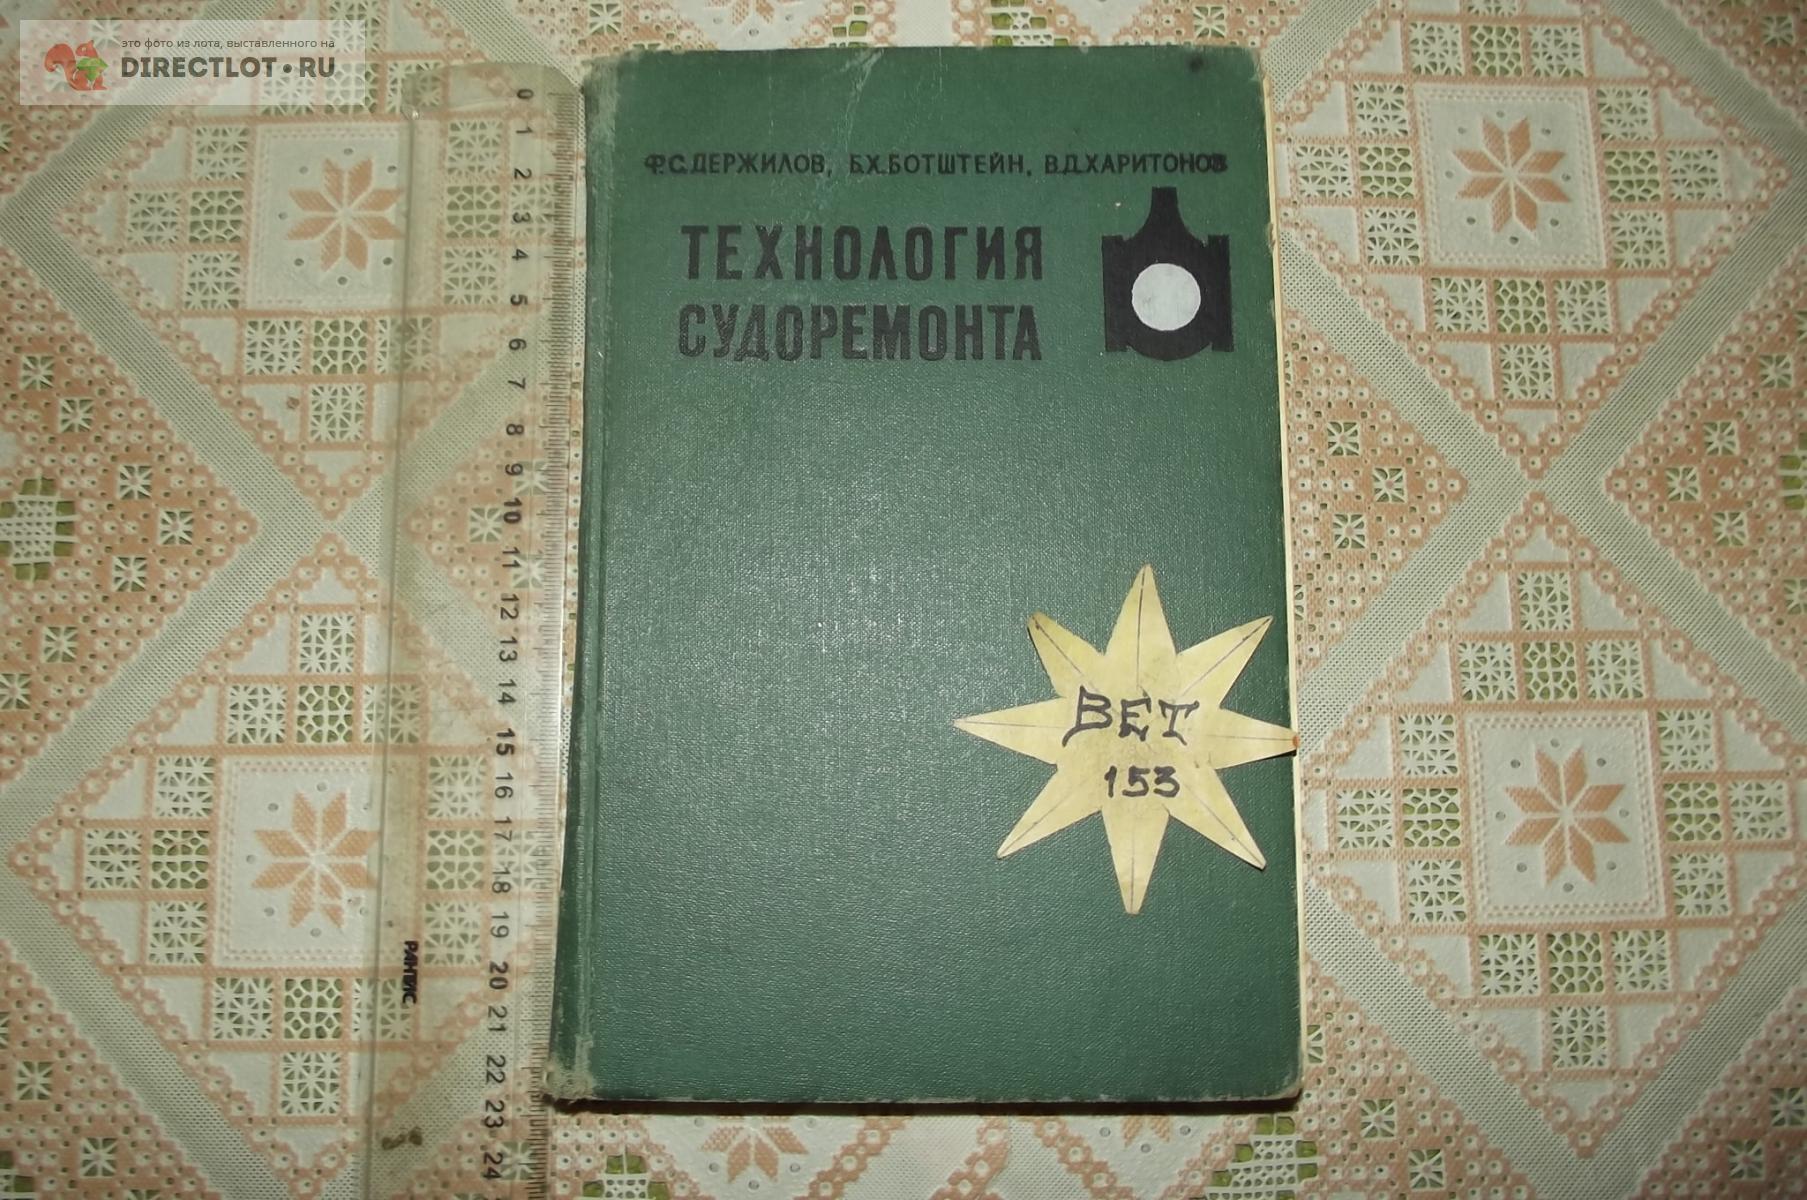 это фото из лота, выставленного на
DIRECTLOT.RU
Ф.С.ДЕРЖИЛОВ, Б.Х.БОТШТЕЙН, В.Д.ХАРИТОНОВ
ТЕХНОЛОГИЯ
СУДОРЕМОНТА
ВЕТ
153
0 1 2 3 4 5 6 7 8 9 10 11 12 13 14 15 16 17 18 19 20 21 22 23 24
РАНТИС